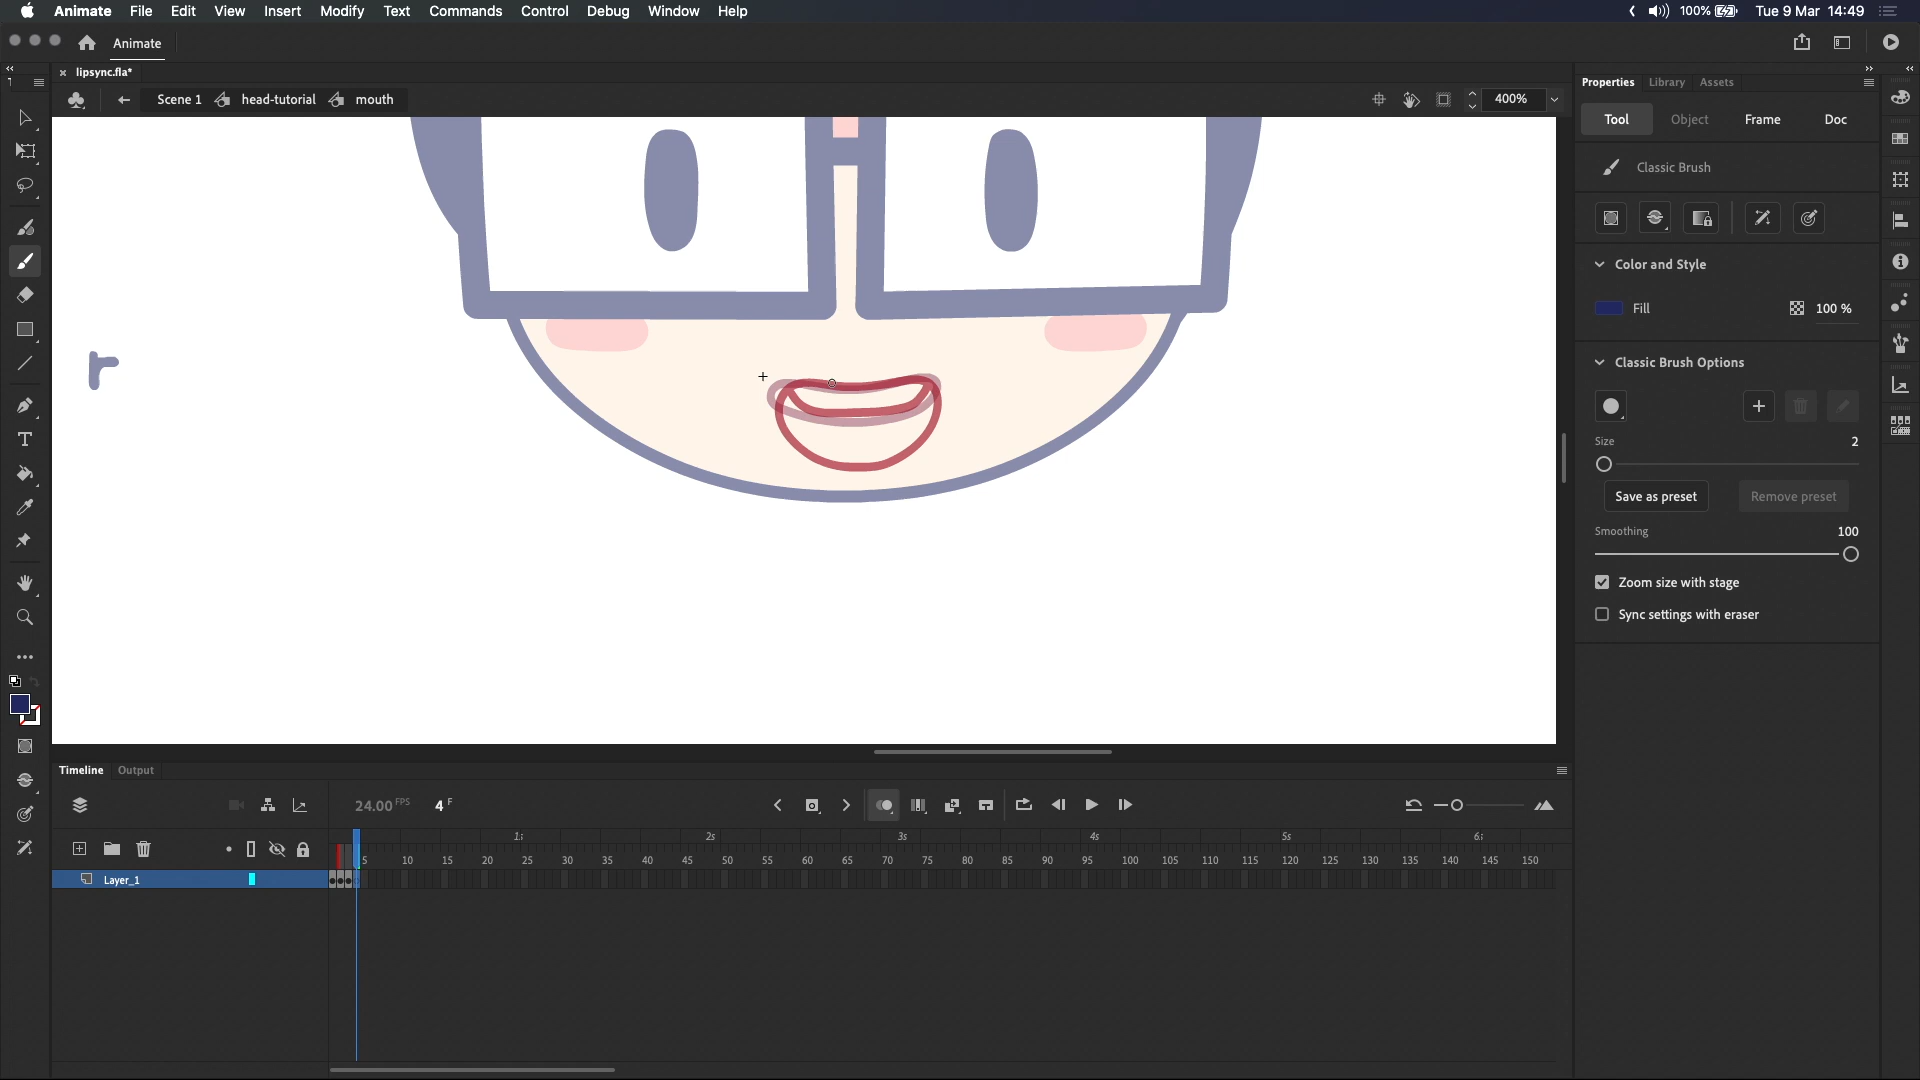 Animate File Edit View Insert Modify Text Commands Control Debug Window Help 100% Tue 9 Mar 14:49
Animate
lipsync.fla*
Scene 1 head-tutorial mouth 400%
Properties Library Assets
Tool Object Frame Doc
Classic Brush
Color and Style
Fill 100 %
Classic Brush Options
Size 2
Save as preset Remove preset
Smoothing 100
Zoom size with stage
Sync settings with eraser
r
Timeline Output
24.00 FPS 4 F
2s 3s 4s 5s
5 10 15 20 25 30 35 40 45 50 55 60 65 70 75 80 85 90 95 100 105 110 115 120 125 130 135 140 145 150
Layer_1